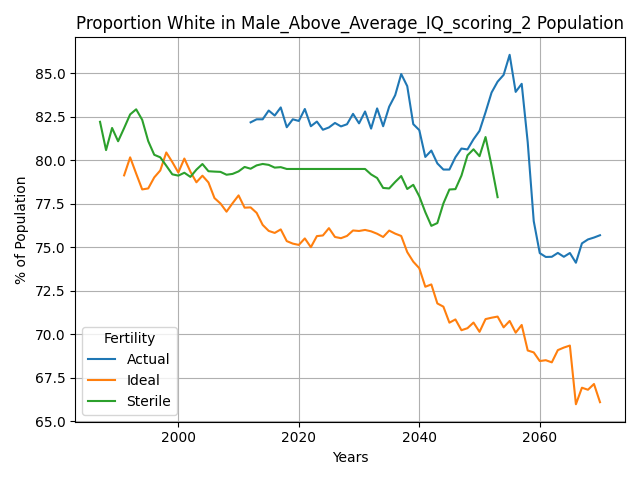 Proportion White in Male_Above_Average_IQ_scoring_2 Population
% of Population
85.0
82.5
80.0
77.5
75.0
72.5
70.0
67.5
65.0
Fertility
Actual
Ideal
Sterile
2000
2020
2040
2060
Years